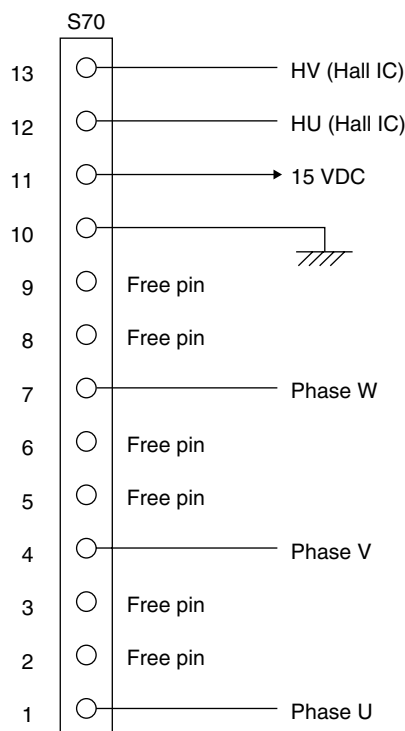 S70
13 HV (Hall IC)
12 HU (Hall IC)
11 15 VDC
10
9 Free pin
8 Free pin
7 Phase W
6 Free pin
5 Free pin
4 Phase V
3 Free pin
2 Free pin
1 Phase U